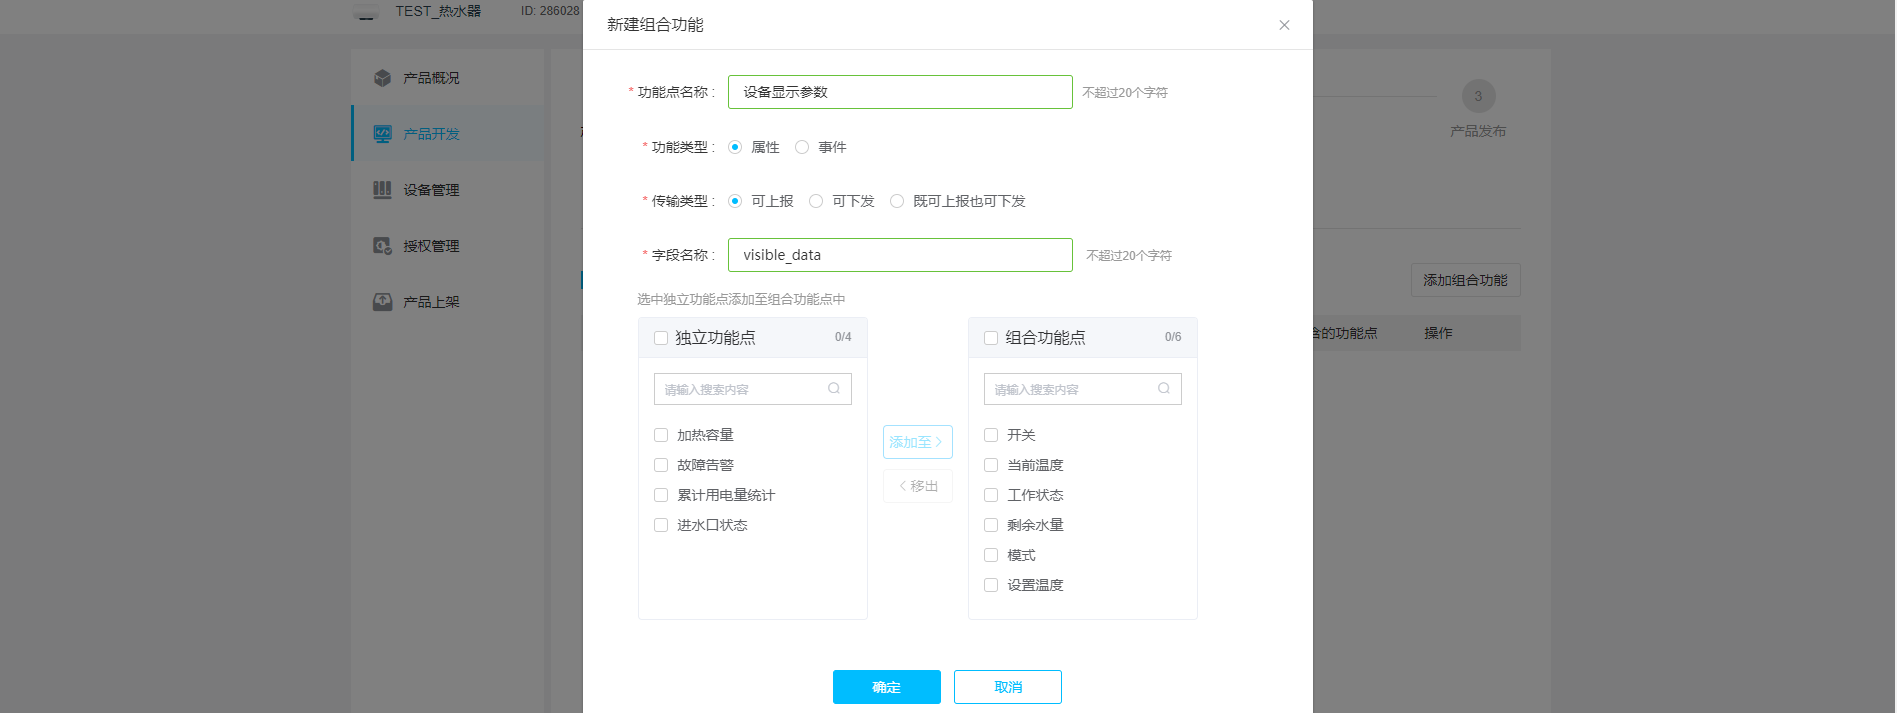 TEST_热水器 ID: 286028
新建组合功能
产品概况
产品开发
设备管理
授权管理
产品上架
* 功能点名称 : 设备显示参数 不超过20个字符
* 功能类型 : 属性 事件
* 传输类型 : 可上报 可下发 既可上报也可下发
* 字段名称 : visible_data 不超过20个字符
选中独立功能点添加至组合功能点中
独立功能点 0/4
请输入搜索内容
加热容量
故障告警
累计用电量统计
进水口状态
添加至
移出
组合功能点 0/6
请输入搜索内容
开关
当前温度
工作状态
剩余水量
模式
设置温度
确定 取消
3
产品发布
添加组合功能
的功能点 操作